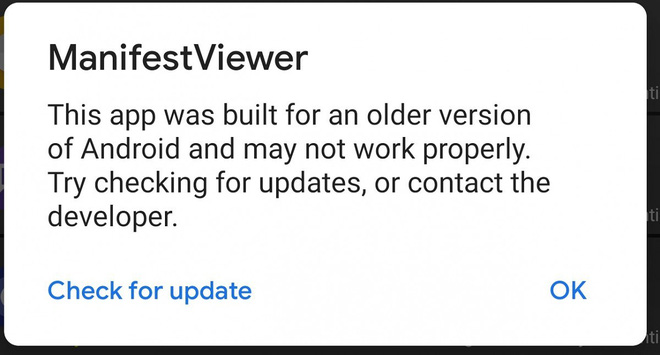 ManifestViewer
This app was built for an older version
of Android and may not work properly.
Try checking for updates, or contact the
developer.
Check for update
OK